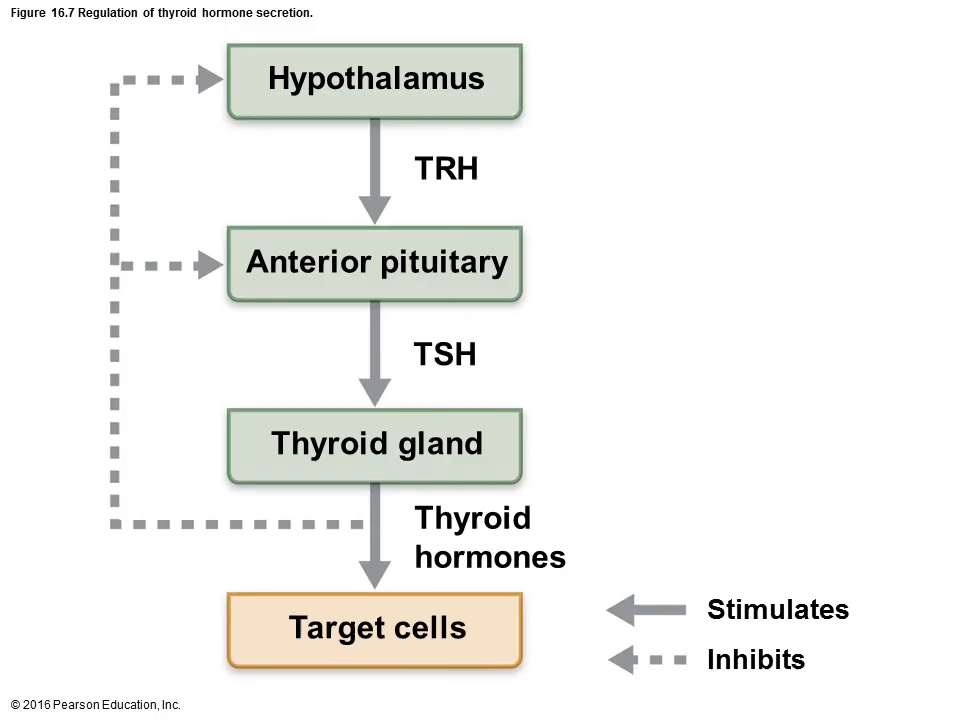 Figure 16.7 Regulation of thyroid hormone secretion.
Hypothalamus
TRH
Anterior pituitary
TSH
Thyroid gland
Thyroid
hormones
Target cells
Stimulates
Inhibits
© 2016 Pearson Education, Inc.